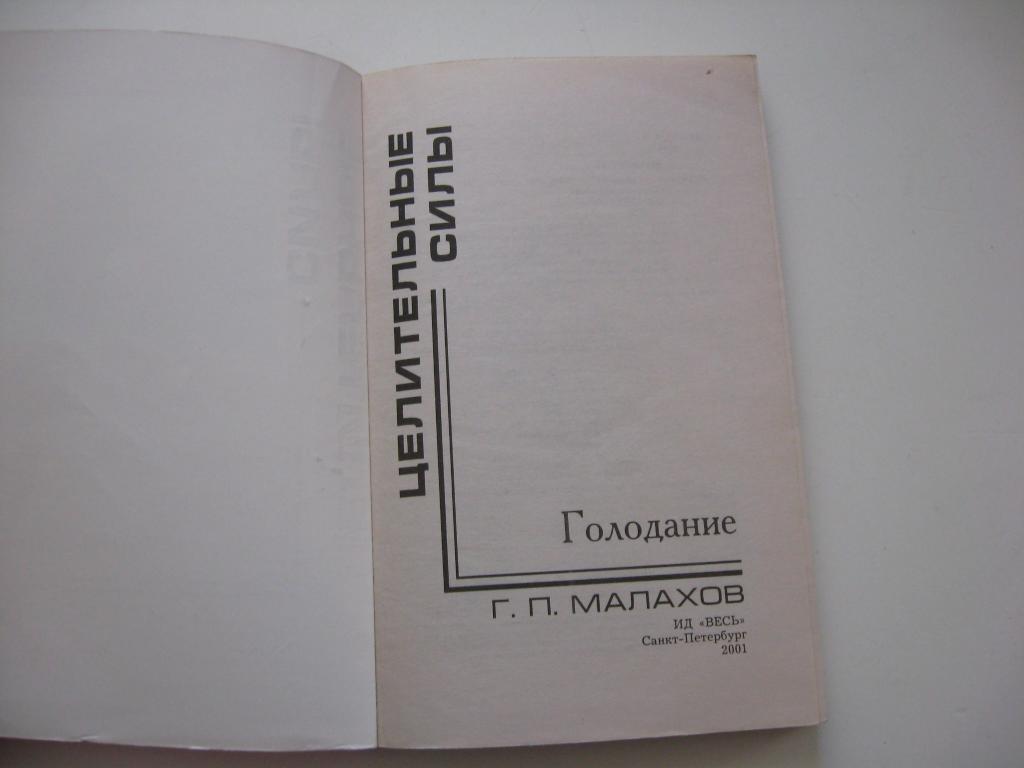 ЦЕЛИТЕЛЬНЫЕ
СИЛЫ
Голодание
Г. П. МАЛАХОВ
ИД «ВЕСЬ»
Санкт-Петербург
2001